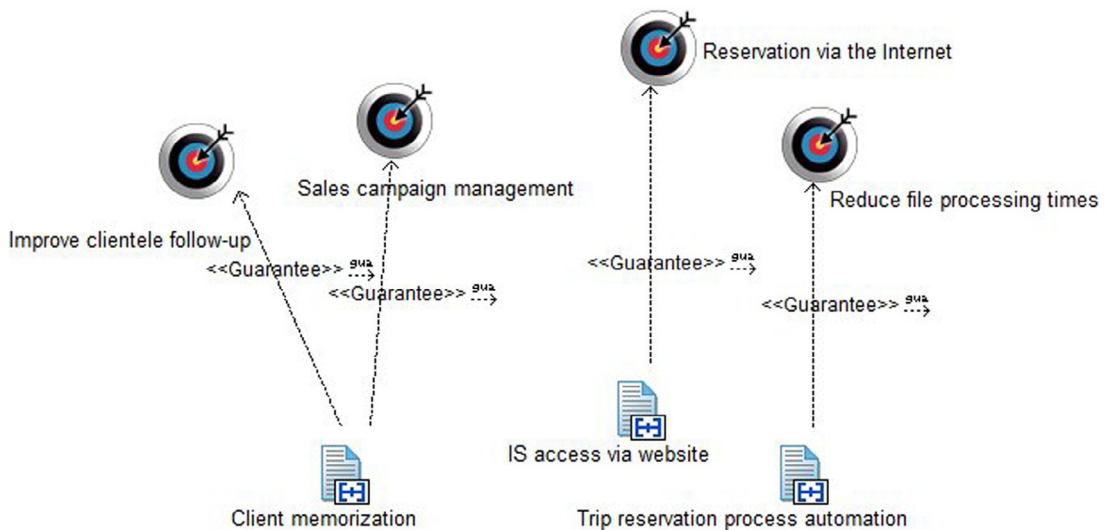 Reservation via the Internet
Sales campaign management
Reduce file processing times
Improve clientele follow-up
<<Guarantee>> gua
<<Guarantee>> gua
<<Guarantee>> gua
<<Guarantee>> gua
IS access via website
Client memorization
Trip reservation process automation